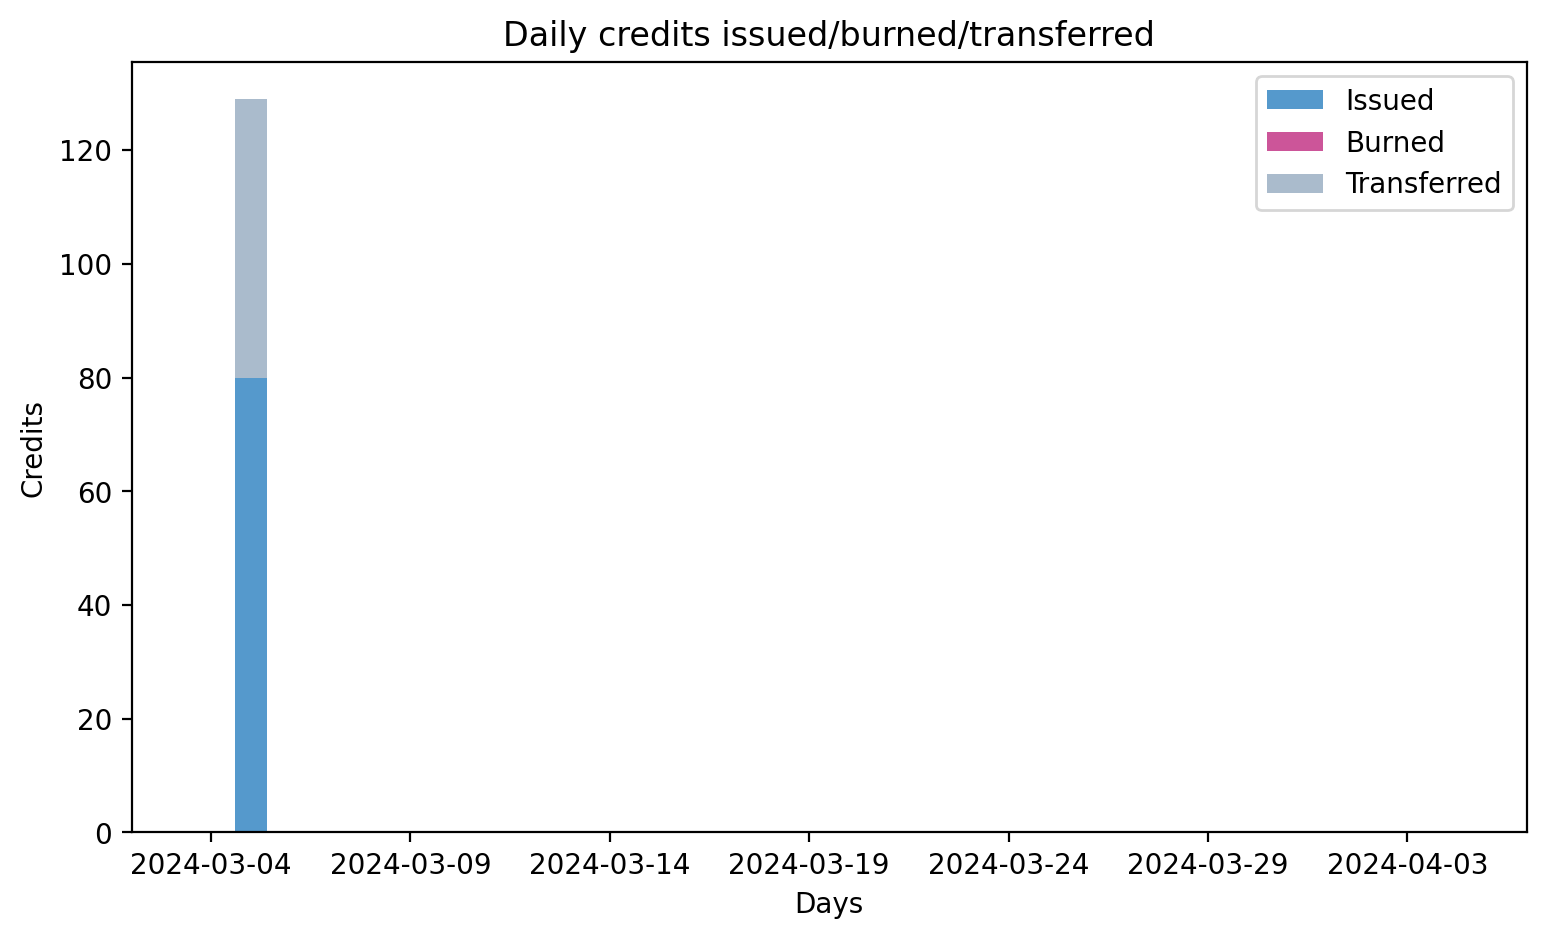 Daily credits issued/burned/transferred
Issued
Burned
Transferred
120
100
80
60
40
20
0
Credits
2024-03-04 2024-03-09 2024-03-14 2024-03-19 2024-03-24 2024-03-29 2024-04-03
Days